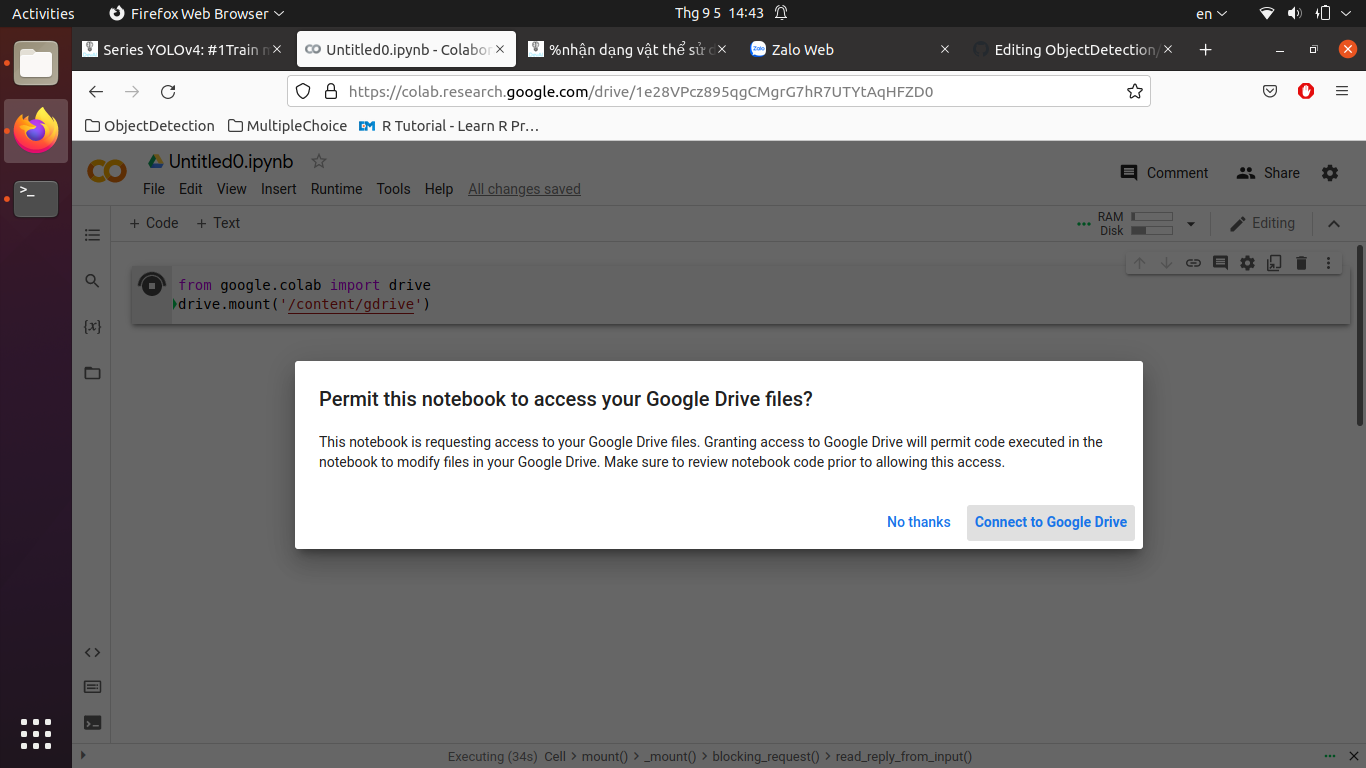 Activities
Firefox Web Browser
Thg 9 5 14:43
en
Series YOLOv4: #1Train
Untitled0.ipynb - Colabor
%nhận dạng vật thể sử
Zalo Web
Editing ObjectDetection/
https://colab.research.google.com/drive/1e28VPcz895qgCMgrG7hR7UTYtAqHFZD0
ObjectDetection
MultipleChoice
R Tutorial - Learn R Pr…
Untitled0.ipynb
File Edit View Insert Runtime Tools Help All changes saved
Comment
Share
+ Code + Text
RAM
Disk
Editing
from google.colab import drive
drive.mount('/content/gdrive')
{x}
Permit this notebook to access your Google Drive files?
This notebook is requesting access to your Google Drive files. Granting access to Google Drive will permit code executed in the
notebook to modify files in your Google Drive. Make sure to review notebook code prior to allowing this access.
No thanks
Connect to Google Drive
Executing (34s) Cell > mount() > _mount() > blocking_request() > read_reply_from_input()